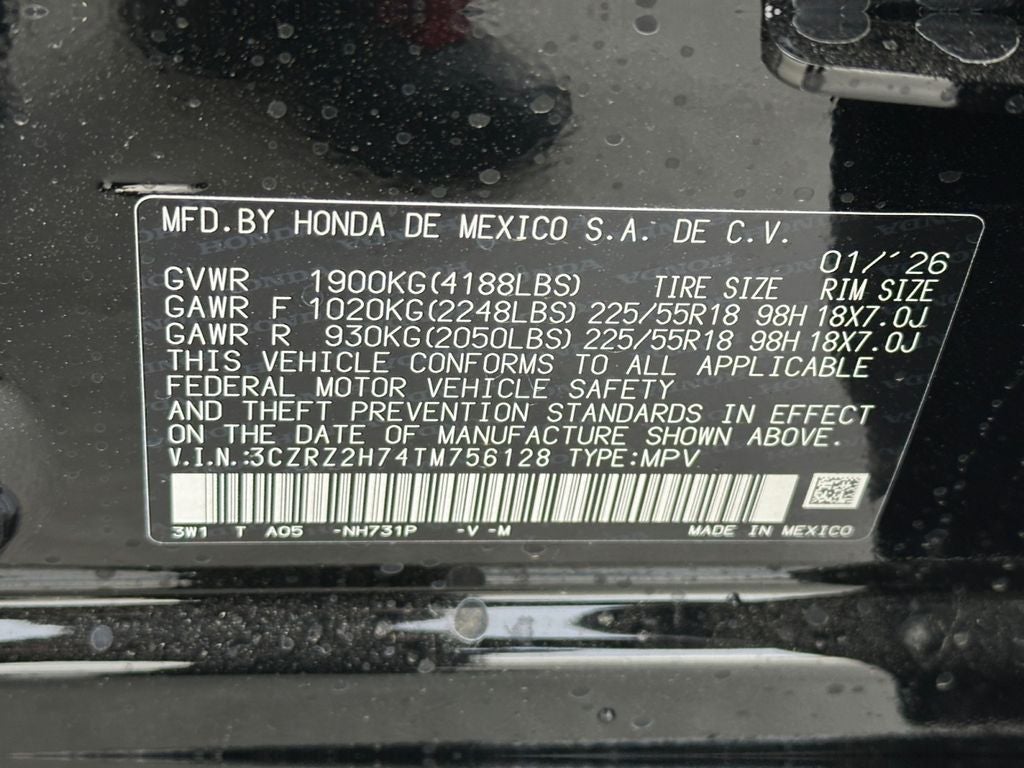 MFD.BY HONDA DE MEXICO S.A. DE C.V.
01/´26
GVWR 1900KG(4188LBS) TIRE SIZE RIM SIZE
GAWR F 1020KG(2248LBS) 225/55R18 98H 18X7.0J
GAWR R 930KG(2050LBS) 225/55R18 98H 18X7.0J
THIS VEHICLE CONFORMS TO ALL APPLICABLE
FEDERAL MOTOR VEHICLE SAFETY
AND THEFT PREVENTION STANDARDS IN EFFECT
ON THE DATE OF MANUFACTURE SHOWN ABOVE.
V.I.N.:3CZRZ2H74TM756128 TYPE:MPV
3W1 T A05 -NH731P -V -M MADE IN MEXICO